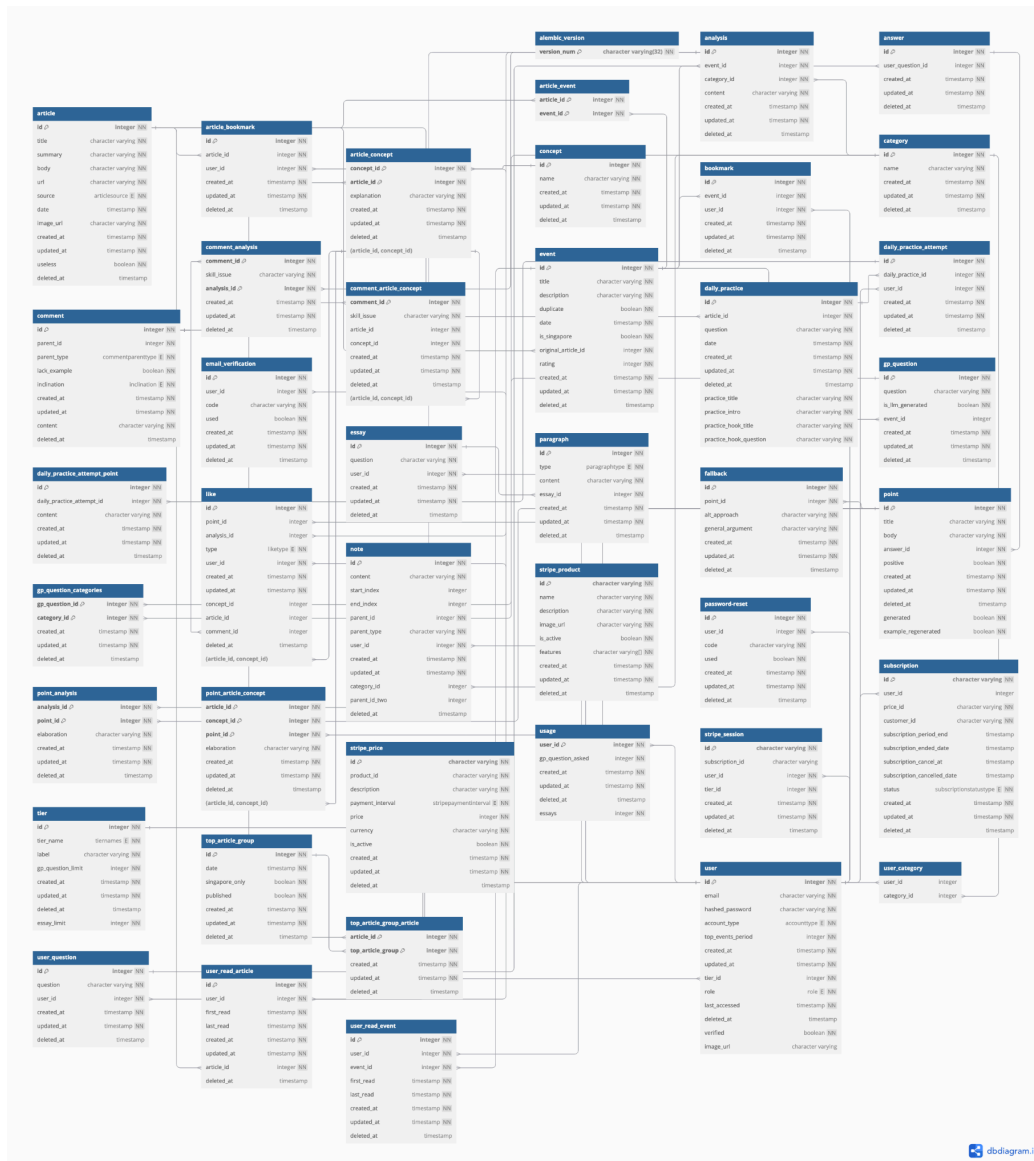 article
id integer NN
title character varying NN
summary character varying NN
body character varying NN
url character varying NN
source articlesource E NN
date timestamp NN
image_url character varying NN
created_at timestamp NN
updated_at timestamp NN
useless boolean NN
deleted_at timestamp
comment
id integer NN
parent_id integer NN
parent_type commentparenttype E NN
lack_example boolean NN
inclination inclination E NN
created_at timestamp NN
updated_at timestamp NN
content character varying NN
deleted_at timestamp
daily_practice_attempt_point
id integer NN
daily_practice_attempt_id integer NN
content character varying NN
created_at timestamp NN
updated_at timestamp NN
deleted_at timestamp
gp_question_categories
gp_question_id integer NN
category_id integer NN
created_at timestamp NN
updated_at timestamp NN
deleted_at timestamp
point_analysis
analysis_id integer NN
point_id integer NN
elaboration character varying NN
created_at timestamp NN
updated_at timestamp NN
deleted_at timestamp
tier
id integer NN
tier_name tiernames E NN
label character varying NN
gp_question_limit integer NN
created_at timestamp NN
updated_at timestamp NN
deleted_at timestamp
essay_limit integer NN
user_question
id integer NN
question character varying NN
user_id integer NN
created_at timestamp NN
updated_at timestamp NN
deleted_at timestamp
article_bookmark
id integer NN
article_id integer NN
user_id integer NN
created_at timestamp NN
updated_at timestamp NN
deleted_at timestamp
comment_analysis
comment_id integer NN
skill_issue character varying NN
analysis_id integer NN
created_at timestamp NN
updated_at timestamp NN
deleted_at timestamp
email_verification
id integer NN
user_id integer NN
code character varying NN
used boolean NN
created_at timestamp NN
updated_at timestamp NN
deleted_at timestamp
like
id integer NN
point_id integer
analysis_id integer
type liketype E NN
user_id integer NN
created_at timestamp NN
updated_at timestamp NN
deleted_at timestamp
concept_id integer
article_id integer
comment_id integer
(article_id, concept_id)
point_article_concept
article_id integer NN
concept_id integer NN
point_id integer NN
elaboration character varying NN
created_at timestamp NN
updated_at timestamp NN
deleted_at timestamp
(article_id, concept_id)
top_article_group
id integer NN
date timestamp NN
singapore_only boolean NN
published boolean NN
created_at timestamp NN
updated_at timestamp NN
deleted_at timestamp
user_read_article
id integer NN
user_id integer NN
first_read timestamp NN
last_read timestamp NN
created_at timestamp NN
updated_at timestamp NN
article_id integer NN
deleted_at timestamp
article_concept
concept_id integer NN
article_id integer NN
explanation character varying NN
created_at timestamp NN
updated_at timestamp NN
deleted_at timestamp
(article_id, concept_id)
comment_article_concept
comment_id integer NN
skill_issue character varying NN
article_id integer NN
concept_id integer NN
created_at timestamp NN
updated_at timestamp NN
deleted_at timestamp
(article_id, concept_id)
essay
id integer NN
question character varying NN
user_id integer NN
created_at timestamp NN
updated_at timestamp NN
deleted_at timestamp
note
id integer NN
content character varying NN
start_index integer
end_index integer
parent_id integer NN
parent_type character varying NN
user_id integer NN
created_at timestamp NN
updated_at timestamp NN
category_id integer
parent_id_two integer
deleted_at timestamp
stripe_price
id character varying NN
product_id character varying NN
description character varying NN
payment_interval stripepaymentinterval E NN
price integer NN
currency character varying NN
is_active boolean NN
created_at timestamp NN
updated_at timestamp NN
deleted_at timestamp
top_article_group_article
article_id integer NN
top_article_group integer NN
created_at timestamp NN
updated_at timestamp NN
deleted_at timestamp
user_read_event
id integer NN
user_id integer NN
event_id integer NN
first_read timestamp NN
last_read timestamp NN
created_at timestamp NN
updated_at timestamp NN
deleted_at timestamp
alembic_version
version_num character varying(32) NN
article_event
article_id integer NN
event_id integer NN
concept
id integer NN
name character varying NN
created_at timestamp NN
updated_at timestamp NN
deleted_at timestamp
event
id integer NN
title character varying NN
description character varying NN
duplicate boolean NN
date timestamp NN
is_singapore boolean NN
original_article_id integer NN
rating integer NN
created_at timestamp NN
updated_at timestamp NN
deleted_at timestamp
paragraph
id integer NN
type paragraphtype E NN
content character varying NN
essay_id integer NN
created_at timestamp NN
updated_at timestamp NN
deleted_at timestamp
stripe_product
id character varying NN
name character varying NN
description character varying NN
image_url character varying NN
is_active boolean NN
features character varying[] NN
created_at timestamp NN
updated_at timestamp NN
deleted_at timestamp
usage
user_id integer NN
gp_question_asked integer NN
created_at timestamp NN
updated_at timestamp NN
deleted_at timestamp
essays integer NN
analysis
id integer NN
event_id integer NN
category_id integer NN
content character varying NN
created_at timestamp NN
updated_at timestamp NN
deleted_at timestamp
bookmark
id integer NN
event_id integer NN
user_id integer NN
created_at timestamp NN
updated_at timestamp NN
deleted_at timestamp
daily_practice
id integer NN
article_id integer NN
question character varying NN
date timestamp NN
created_at timestamp NN
updated_at timestamp NN
deleted_at timestamp
practice_title character varying NN
practice_intro character varying NN
practice_hook_title character varying NN
practice_hook_question character varying NN
fallback
id integer NN
point_id integer NN
alt_approach character varying NN
general_argument character varying NN
created_at timestamp NN
updated_at timestamp NN
deleted_at timestamp
password-reset
id integer NN
user_id integer NN
code character varying NN
used boolean NN
created_at timestamp NN
updated_at timestamp NN
deleted_at timestamp
stripe_session
id character varying NN
subscription_id character varying
user_id integer NN
tier_id integer NN
created_at timestamp NN
updated_at timestamp NN
deleted_at timestamp
user
id integer NN
email character varying NN
hashed_password character varying NN
account_type accounttype E NN
top_events_period integer NN
created_at timestamp NN
updated_at timestamp NN
tier_id integer NN
role role E NN
last_accessed timestamp NN
deleted_at timestamp
verified boolean NN
image_url character varying
answer
id integer NN
user_question_id integer NN
created_at timestamp NN
updated_at timestamp NN
deleted_at timestamp
category
id integer NN
name character varying NN
created_at timestamp NN
updated_at timestamp NN
deleted_at timestamp
daily_practice_attempt
id integer NN
daily_practice_id integer NN
user_id integer NN
created_at timestamp NN
updated_at timestamp NN
deleted_at timestamp
gp_question
id integer NN
question character varying NN
is_llm_generated boolean NN
event_id integer
created_at timestamp NN
updated_at timestamp NN
deleted_at timestamp
point
id integer NN
title character varying NN
body character varying NN
answer_id integer NN
positive boolean NN
created_at timestamp NN
updated_at timestamp NN
deleted_at timestamp
generated boolean NN
example_regenerated boolean NN
subscription
id character varying NN
user_id integer
price_id character varying NN
customer_id character varying NN
subscription_period_end timestamp
subscription_ended_date timestamp
subscription_cancel_at timestamp
subscription_cancelled_date timestamp
status subscriptionstatustype E NN
created_at timestamp NN
updated_at timestamp NN
deleted_at timestamp
user_category
user_id integer
category_id integer
dbdiagram.i